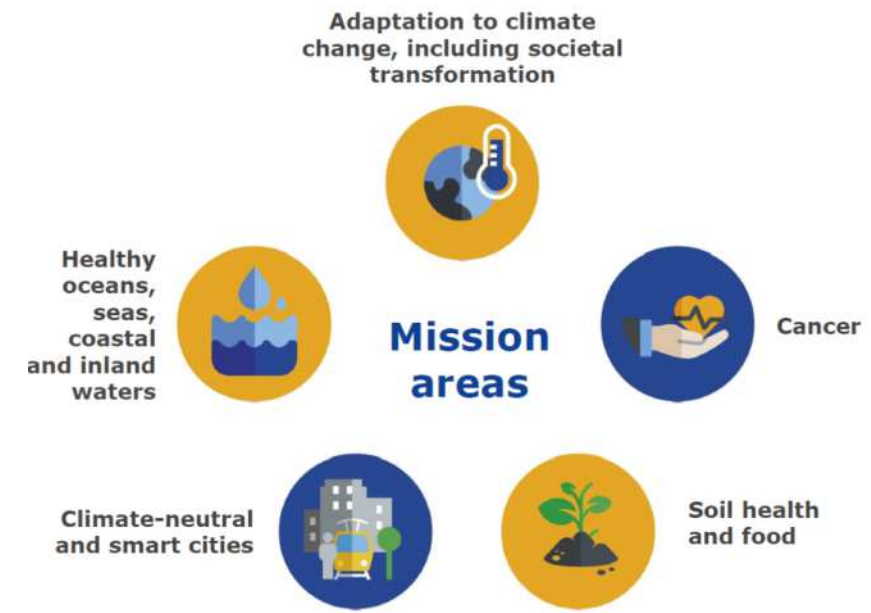 Adaptation to climate
change, including societal
transformation
Healthy
oceans,
seas,
coastal
and inland
waters
Mission
areas
Cancer
Climate-neutral
and smart cities
Soil health
and food